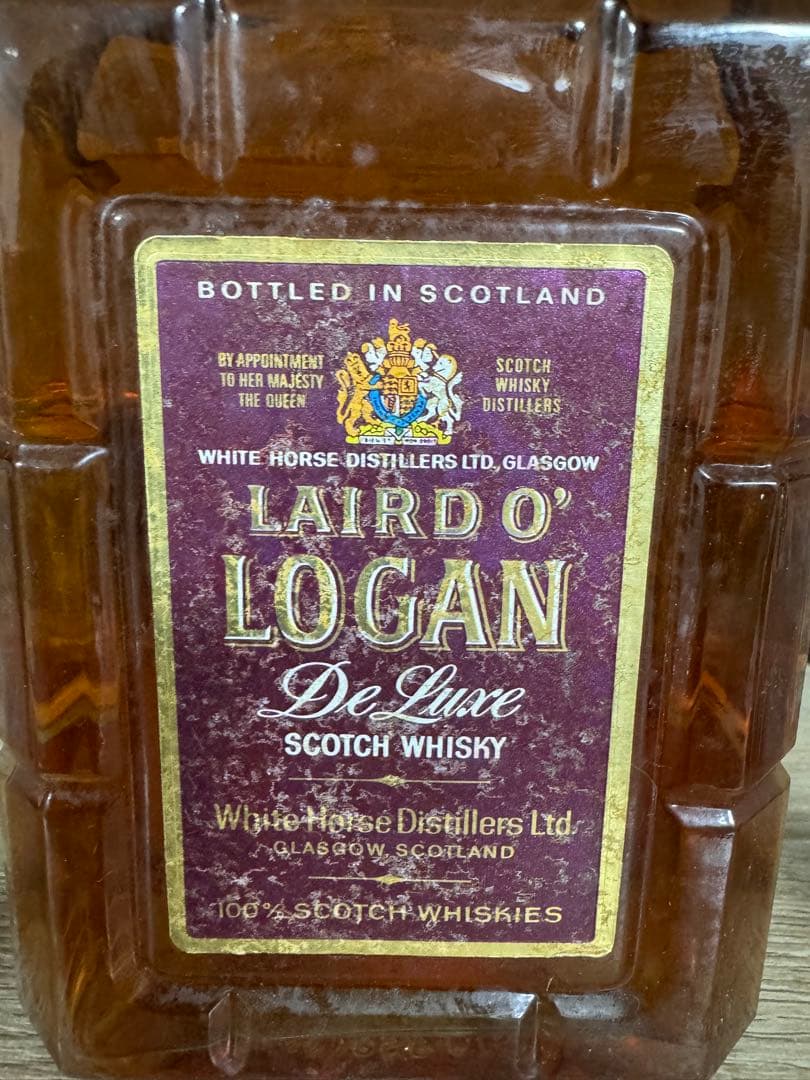 BOTTLED IN SCOTLAND
BY APPOINTMENT
TO HER MAJESTY
THE QUEEN
SCOTCH
WHISKY
DISTILLERS
WHITE HORSE DISTILLERS LTD, GLASGOW
LAIRD O'
LOGAN
De Luxe
SCOTCH WHISKY
White Horse Distillers Ltd.
GLASGOW, SCOTLAND
100% SCOTCH WHISKIES